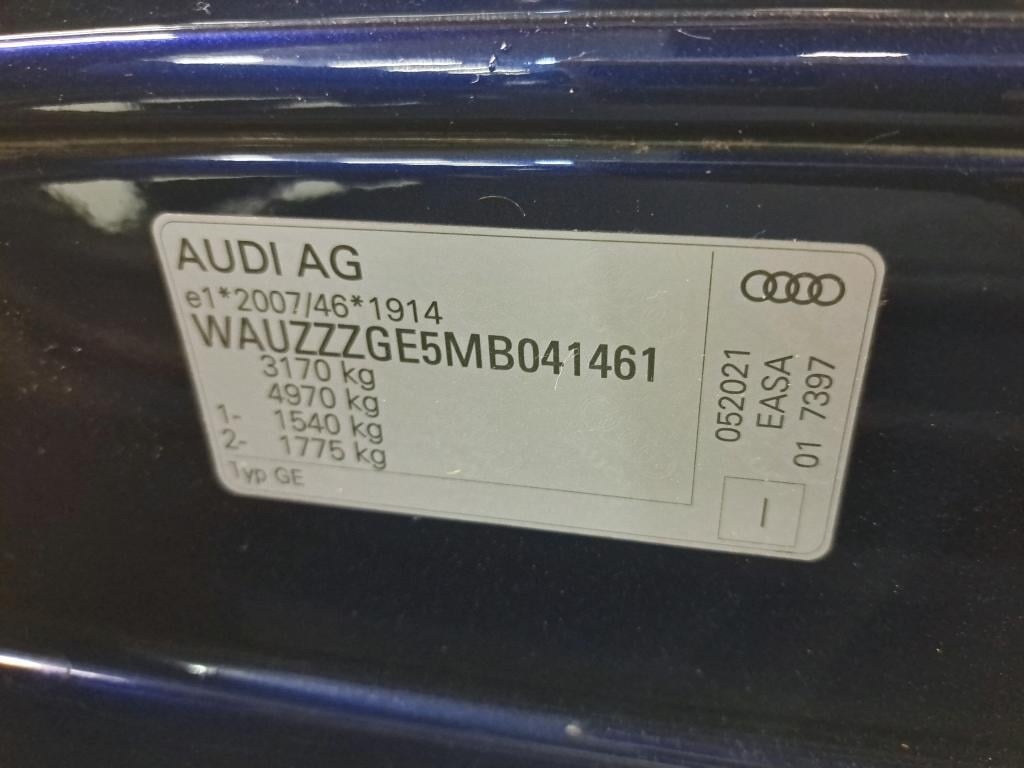 AUDI AG
e1*2007/46*1914
WAUZZZGE5MB041461
3170 kg
4970 kg
1- 1540 kg
2- 1775 kg
Typ GE
052021
EASA
01 7397
—